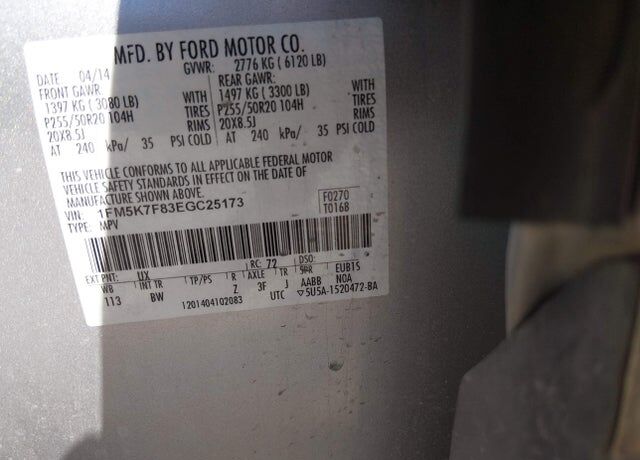 MFD. BY FORD MOTOR CO.
DATE 04/14 GVWR: 2776 KG ( 6120 LB)
FRONT GAWR: REAR GAWR:
1397 KG ( 3080 LB) WITH 1497 KG ( 3300 LB) WITH
P255/50R20 104H TIRES P255/50R20 104H TIRES
20X8.5J RIMS 20X8.5J RIMS
AT 240 kPa/ 35 PSI COLD AT 240 kPa/ 35 PSI COLD
THIS VEHICLE CONFORMS TO ALL APPLICABLE FEDERAL MOTOR
VEHICLE SAFETY STANDARDS IN EFFECT ON THE DATE OF
MANUFACTURE SHOWN ABOVE.
VIN: 1FM5K7F83EGC25173 F0270
TYPE: MPV T016B
EXT PNT: UX RC: 72 DSO:
WB INT TR TP/PS R AXLE TR SPR EUBTS
113 BW Z 3F J AABB NOA
1201404102083 UTC ▽5U5A-1520472-BA